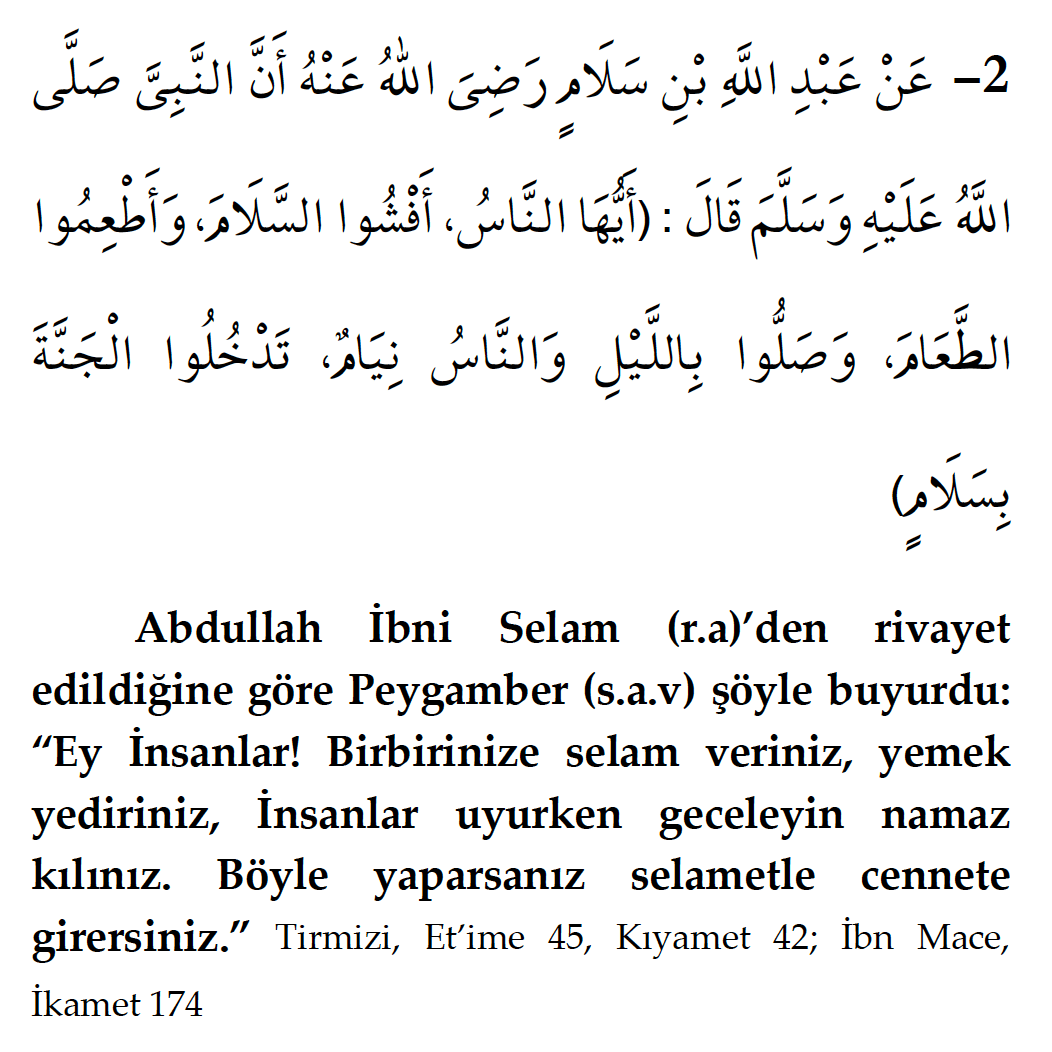 2– عَنْ عَبْدِ اللَّهِ بْنِ سَلَامٍ رَضِىَ اللهُ عَنْهُ أَنَّ النَّبِىَّ صَلَّى
اللَّهُ عَلَيْهِ وَسَلَّمَ قَالَ : (أَيُّهَا النَّاسُ، أَفْشُوا السَّلَامَ، وَأَطْعِمُوا
الطَّعَامَ، وَصَلُّوا بِاللَّيْلِ وَالنَّاسُ نِيَامٌ، تَدْخُلُوا الْجَنَّةَ
بِسَلَامٍ)
Abdullah İbni Selam (r.a)’den rivayet
edildiğine göre Peygamber (s.a.v) şöyle buyurdu:
“Ey İnsanlar! Birbirinize selam veriniz, yemek
yediriniz, İnsanlar uyurken geceleyin namaz
kılınız. Böyle yaparsanız selametle cennete
girersiniz.” Tirmizi, Et’ime 45, Kıyamet 42; İbn Mace,
İkamet 174